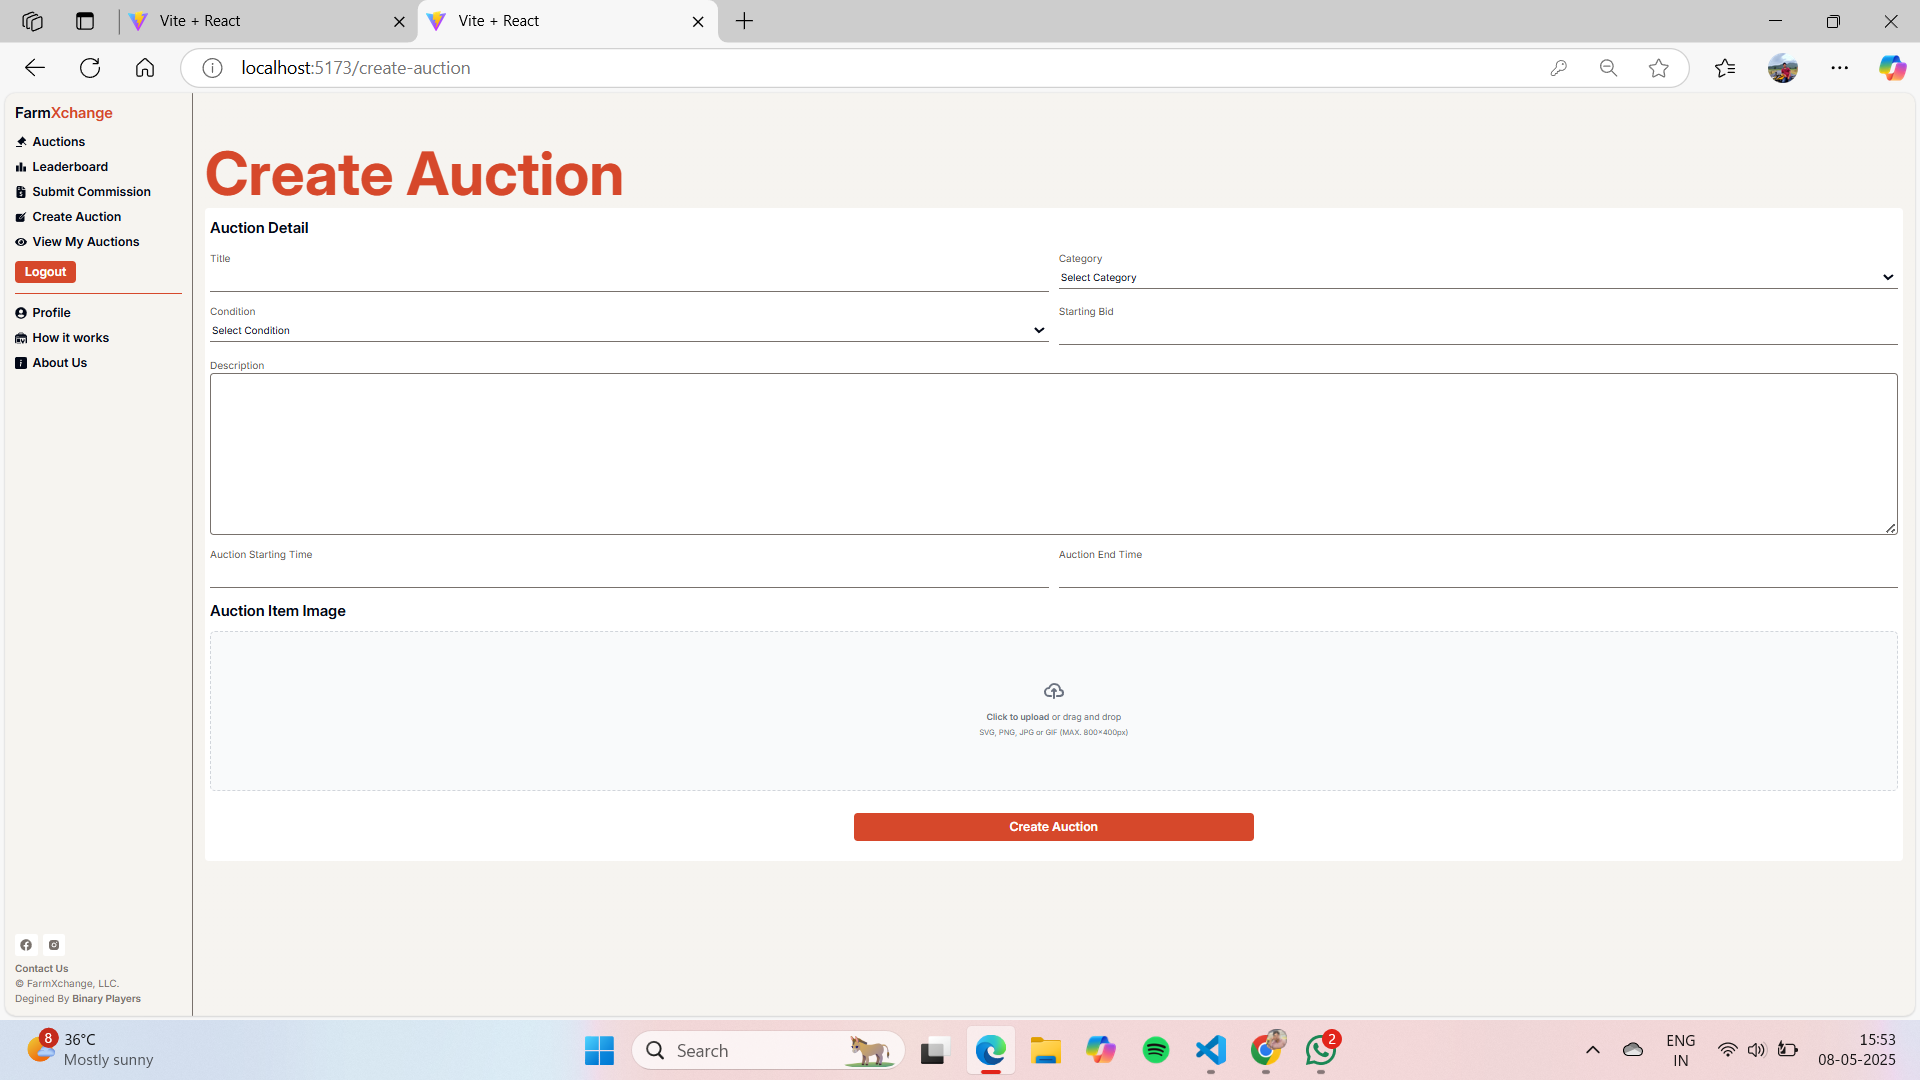 Vite + React
Vite + React
localhost:5173/create-auction
FarmXchange
Auctions
Leaderboard
Submit Commission
Create Auction
View My Auctions
Logout
Profile
How it works
About Us
Create Auction
Auction Detail
Title
Category
Select Category
Condition
Starting Bid
Select Condition
Description
Auction Starting Time
Auction End Time
Auction Item Image
Click to upload or drag and drop
SVG, PNG, JPG or GIF (MAX. 800×400px)
Create Auction
Contact Us
© FarmXchange, LLC.
Degined By Binary Players
8
36°C
Mostly sunny
Search
2
ENG
IN
15:53
08-05-2025